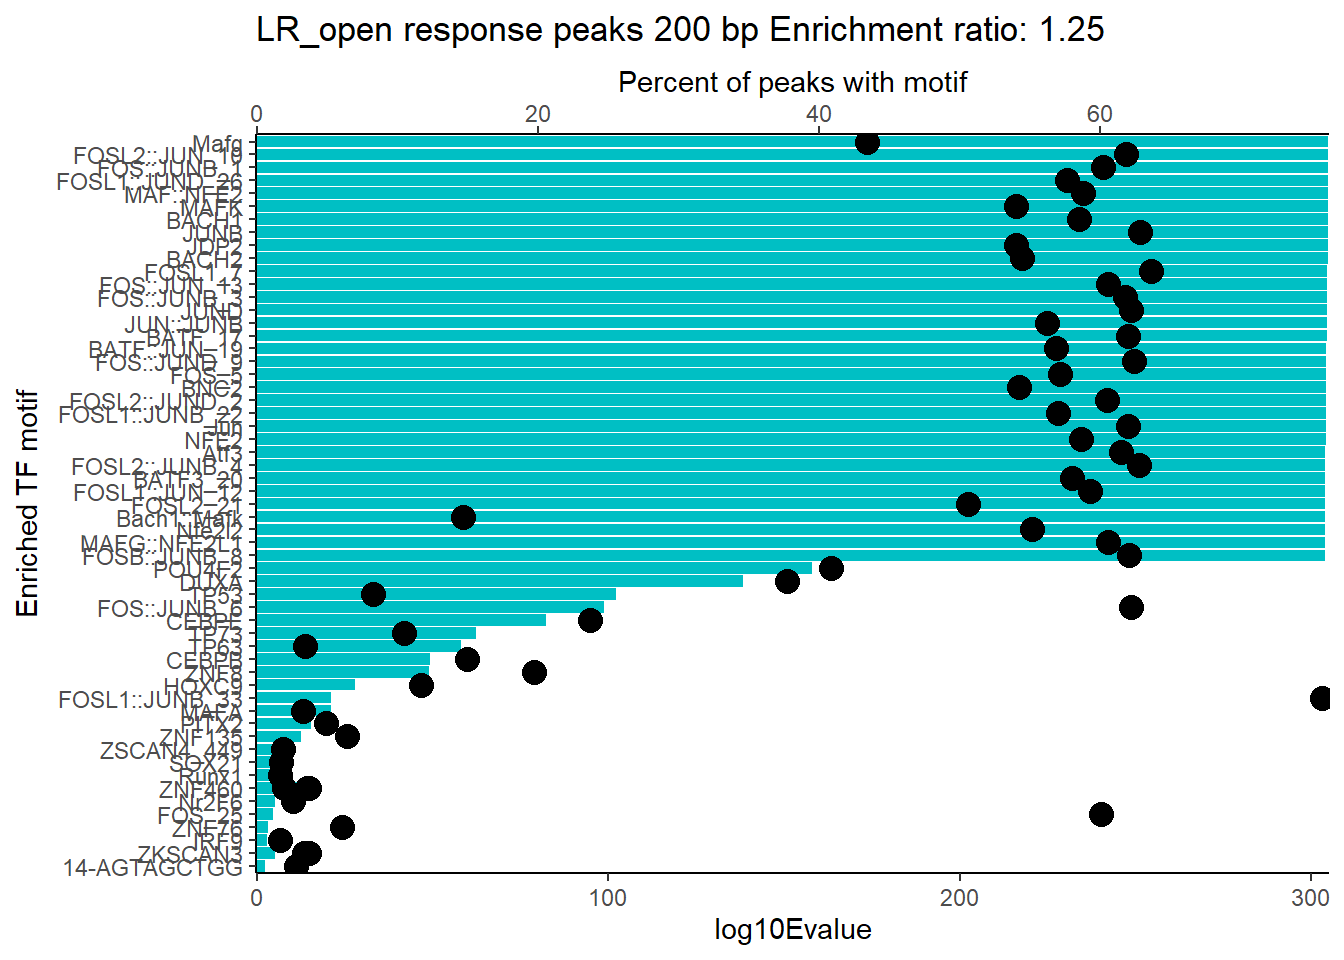 LR_open response peaks 200 bp Enrichment ratio: 1.25
Percent of peaks with motif
0 20 40 60
Enriched TF motif
Mafg
FOSL2::JUN_10
FOS::JUNB_1
FOSL1::JUND_26
MAF::NFE2
MAFK
BACH1
JUNB
JDP2
BACH2
FOSL1_7
FOS::JUN_13
FOS::JUNB_3
JUND
JUN::JUNB
BATF_17
BATF::JUN_19
FOS::JUND_9
FOS_5
BNC2
FOSL2::JUND_2
FOSL1::JUNB_22
Jun
NFE2
Atf3
FOSL2::JUNB_4
BATF3_20
FOSL1::JUN_12
FOSL2_21
Bach1::Mafk
Nfe2l2
MAFG::NFE2L1
FOSB::JUNB_8
POU4F2
DUXA
TP53
FOS::JUNB_6
CEBPE
TP73
TP63
CEBPB
ZNF8
HOXC9
FOSL1::JUNB_33
MAFA
PITX2
ZNF135
ZSCAN4_449
SOX21
Runx1
ZNF460
Nr2F6
FOS_25
ZNF76
IRF9
ZKSCAN3
14-AGTAGCTGG
0 100 200 300
log10Evalue